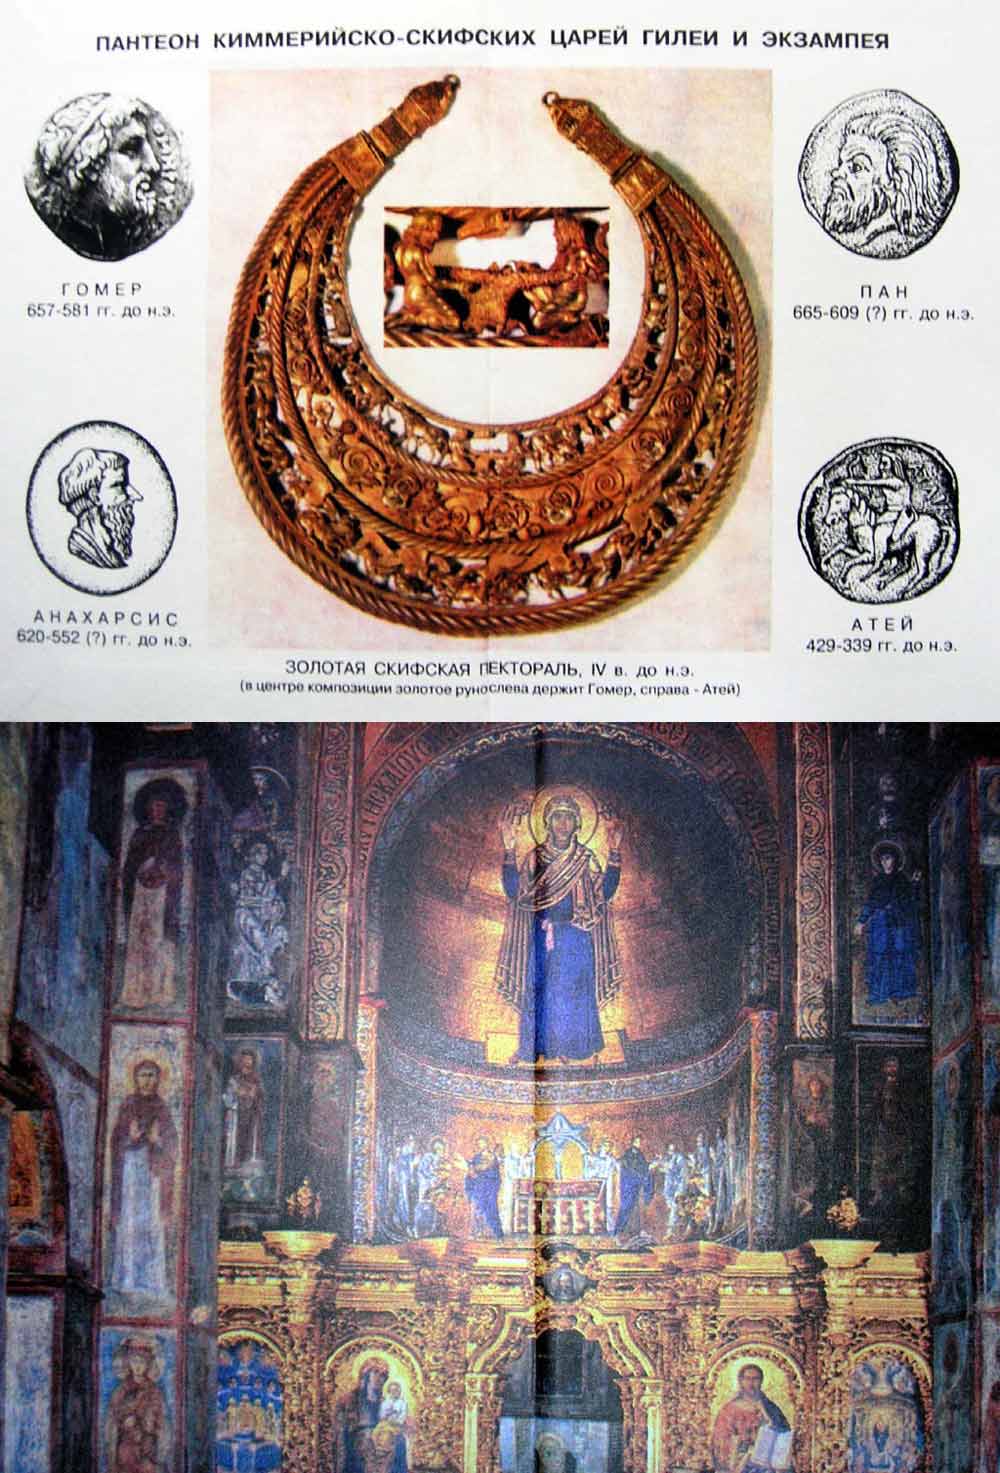 ПАНТЕОН КИММЕРИЙСКО-СКИФСКИХ ЦАРЕЙ ГИЛЕИ И ЭКЗАМПЕЯ
ГОМЕР
657-581 гг. до н.э.
ПАН
665-609 (?) гг. до н.э.
АНАХАРСИС
620-552 (?) гг. до н.э.
АТЕЙ
429-339 гг. до н.э.
ЗОЛОТАЯ СКИФСКАЯ ПЕКТОРАЛЬ, IV в. до н.э.
(в центре композиции золотое рунослева держит Гомер, справа - Атей)